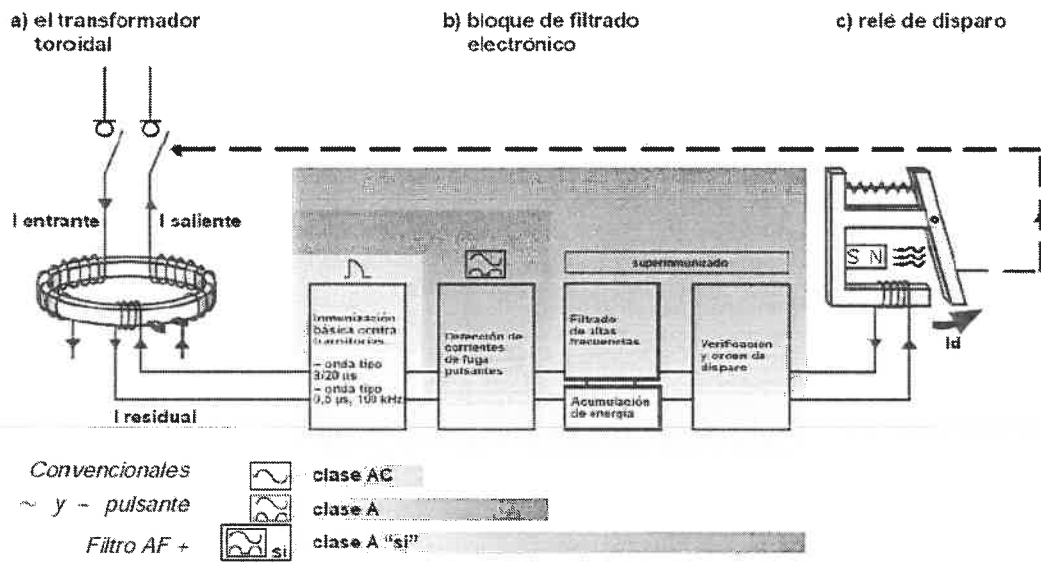 a) el transformador
toroidal
b) bloque de filtrado
electrónico
c) relé de disparo
I entrante
I saliente
superinmunizado
S N
Inmunización
básica contra
transitorios.
– onda tipo
8/20 µs
– onda tipo
0,5 µs, 100 kHz
Detección de
corrientes
de fuga
pulsantes
Filtrado
de altas
frecuencias
Acumulación
de energía
Verificación
y orden de
disparo
Id
I residual
Convencionales
clase AC
~ y – pulsante
clase A
Filtro AF +
si
clase A "si"